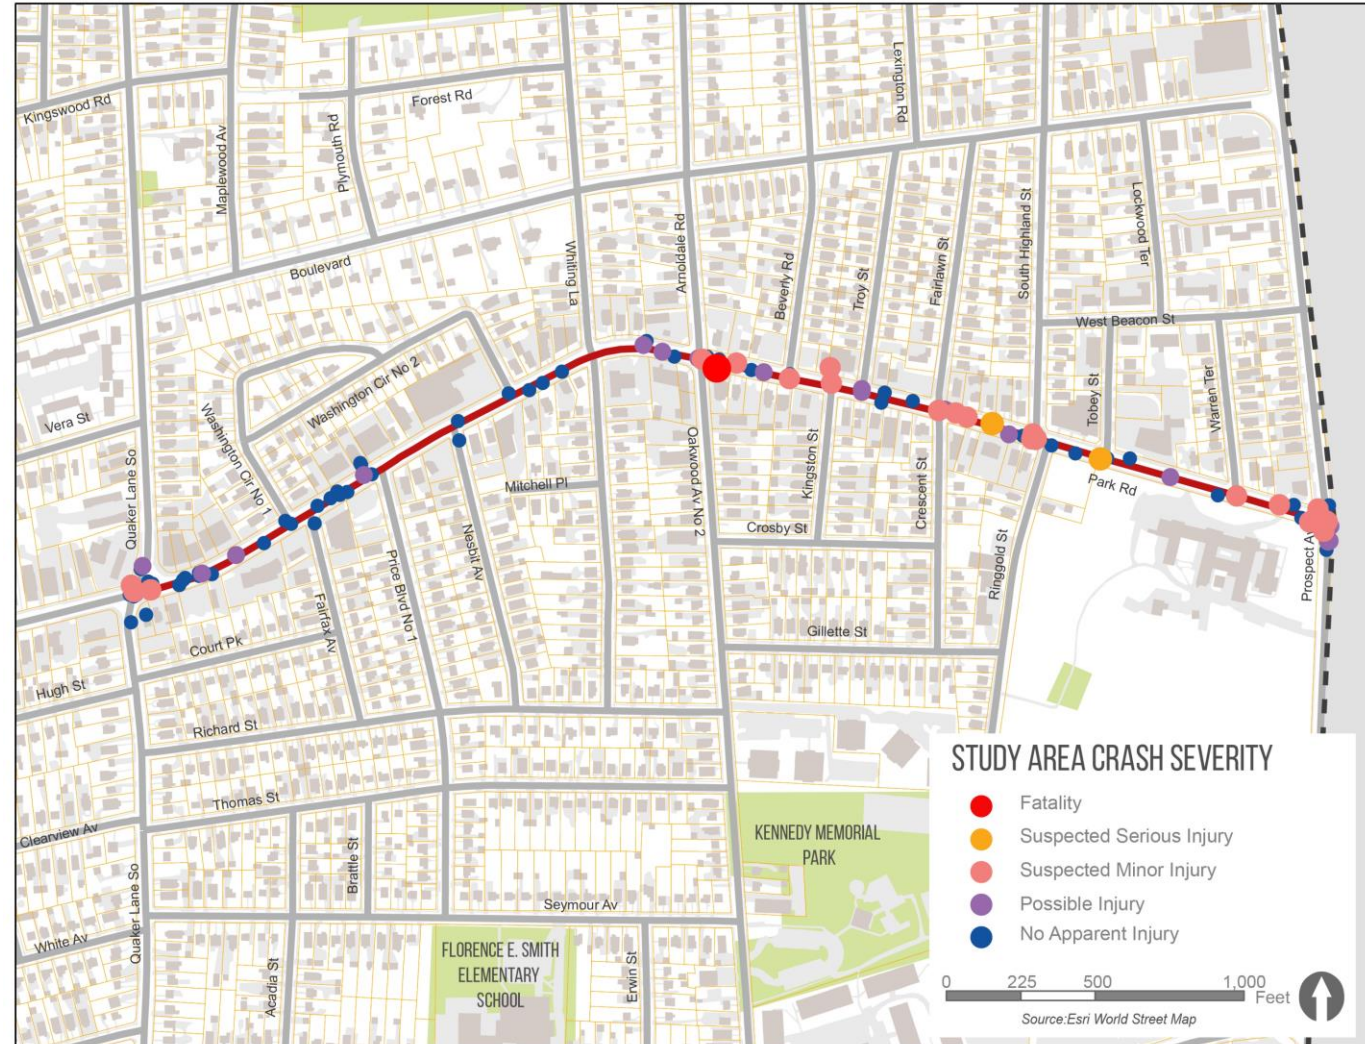 Kingswood Rd
Maplewood Av
Plymouth Rd
Forest Rd
Lexington Rd
Boulevard
Whiting La
Arnoldale Rd
Beverly Rd
Troy St
Fairlawn St
South Highland St
Lockwood Ter
West Beacon St
Tobey St
Warren Ter
Vera St
Quaker Lane So
Washington Cir No 1
Washington Cir No 2
Mitchell Pl
Oakwood Av No 2
Kingston St
Crescent St
Crosby St
Park Rd
Ringgold St
Prospect A
Nesbit Av
Price Blvd No 1
Fairfax Av
Court Pk
Gillette St
Hugh St
Richard St
Thomas St
Clearview Av
Brattle St
Quaker Lane So
White Av
Acadia St
Seymour Av
Erwin St
FLORENCE E. SMITH
ELEMENTARY
SCHOOL
KENNEDY MEMORIAL
PARK
STUDY AREA CRASH SEVERITY
Fatality
Suspected Serious Injury
Suspected Minor Injury
Possible Injury
No Apparent Injury
0 225 500 1,000
Feet
Source:Esri World Street Map